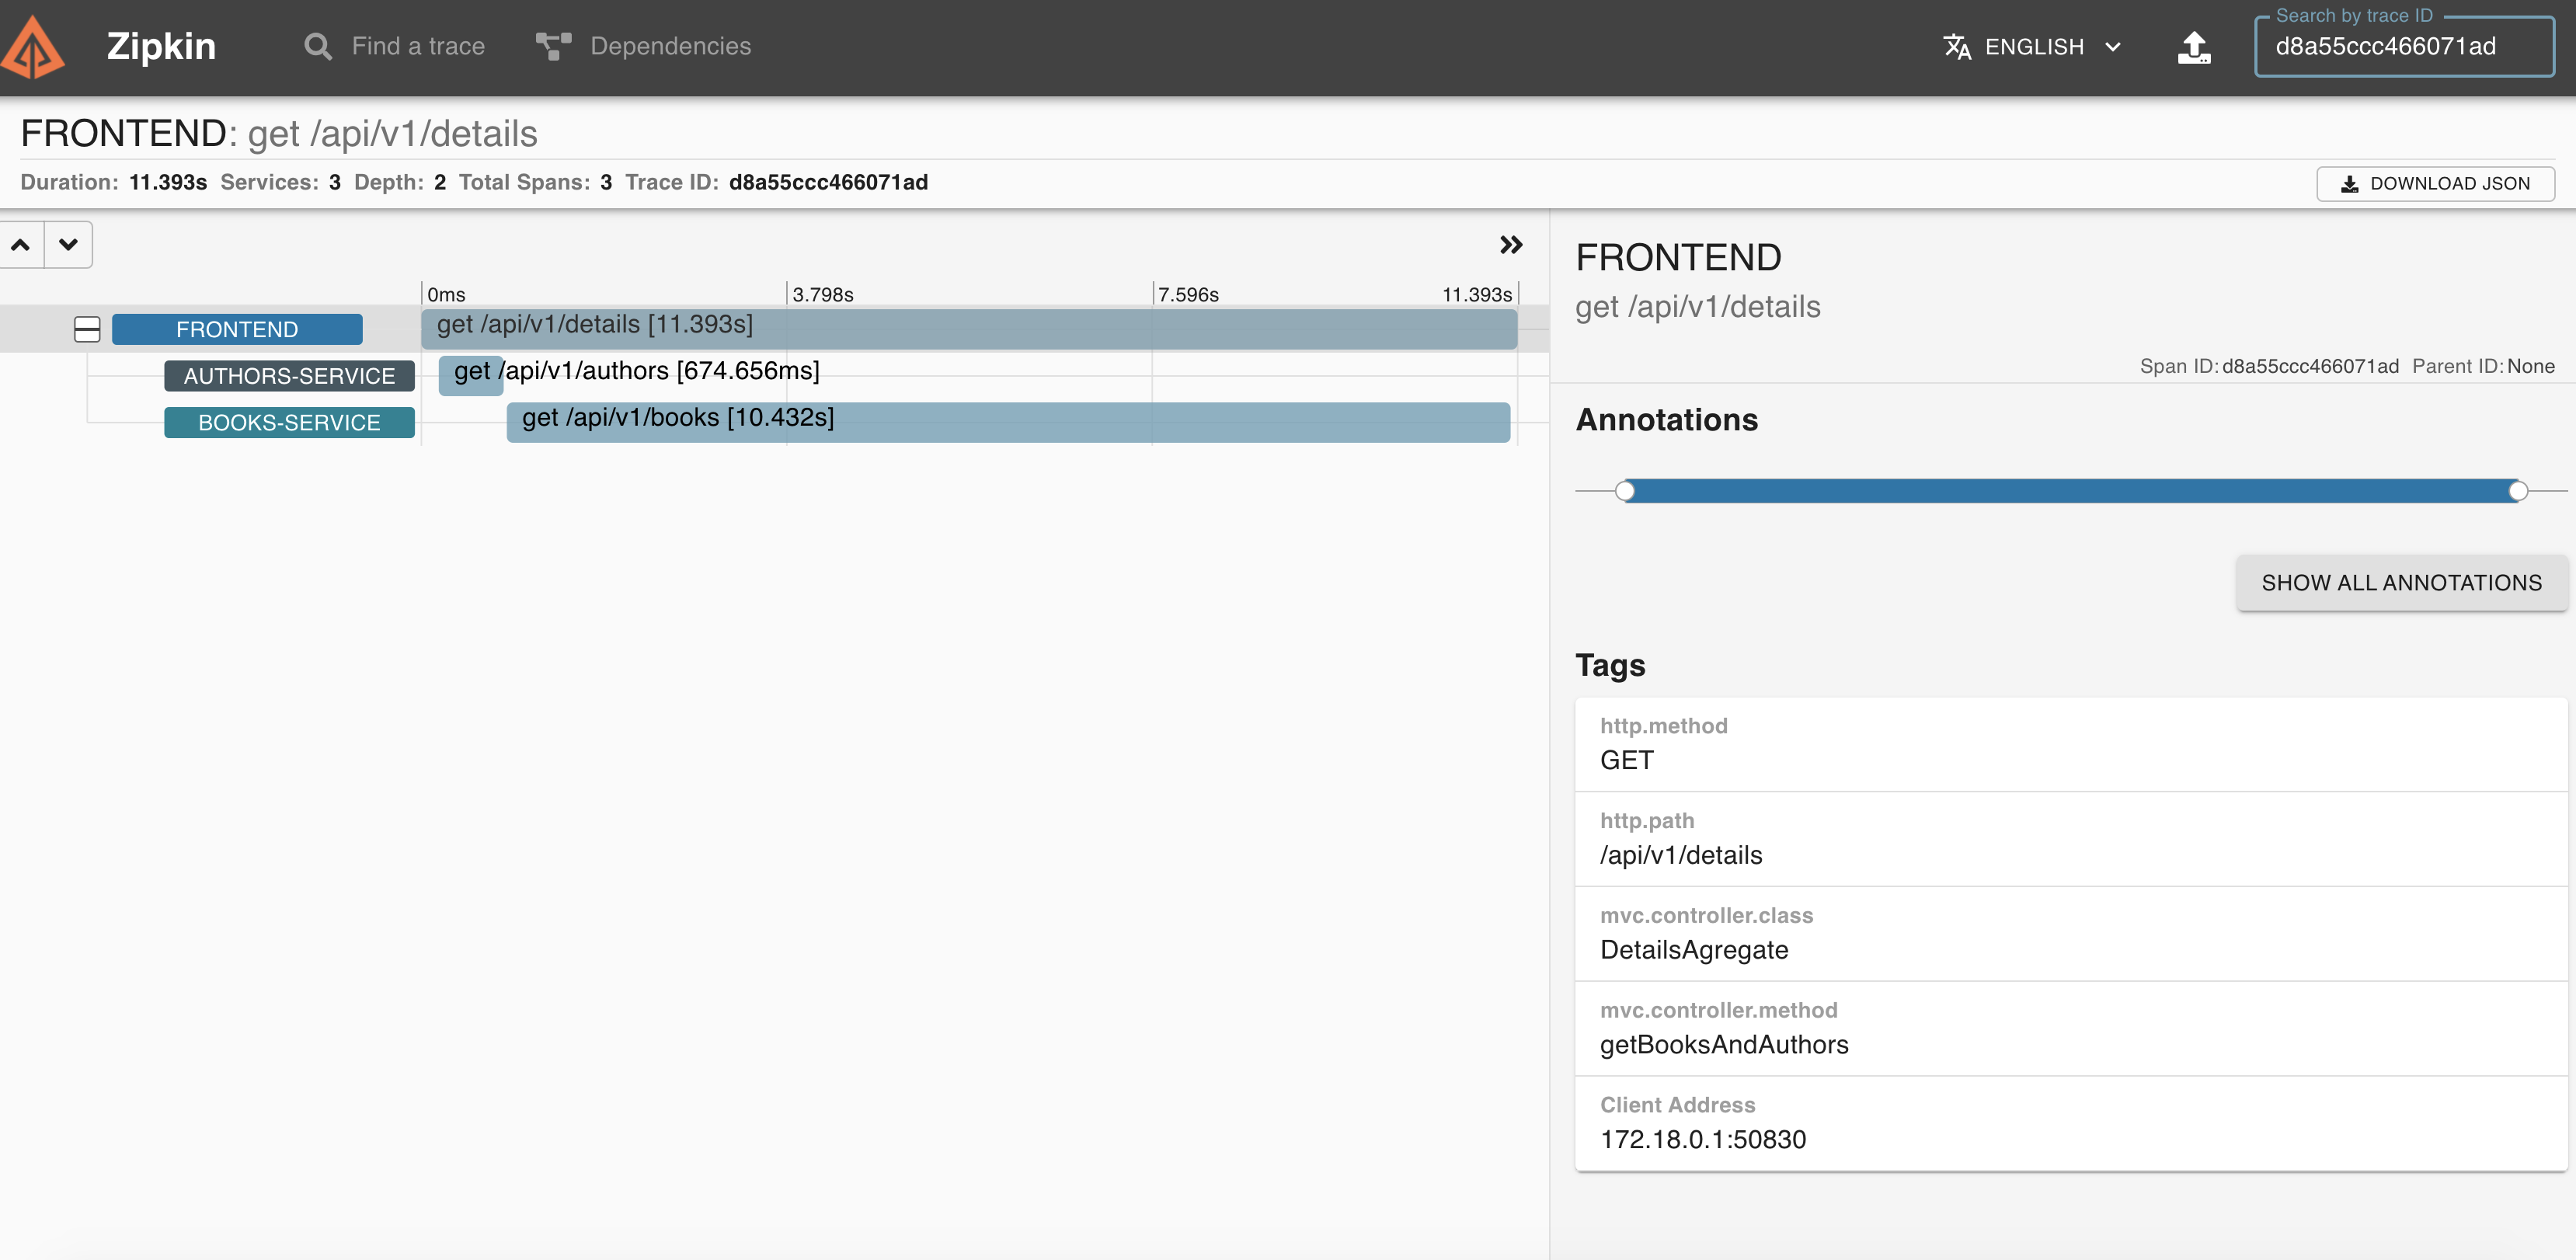 Zipkin
Find a trace
Dependencies
ENGLISH
Search by trace ID
d8a55ccc466071ad
FRONTEND: get /api/v1/details
Duration: 11.393s Services: 3 Depth: 2 Total Spans: 3 Trace ID: d8a55ccc466071ad
DOWNLOAD JSON
0ms 3.798s 7.596s 11.393s
FRONTEND get /api/v1/details [11.393s]
AUTHORS-SERVICE get /api/v1/authors [674.656ms]
BOOKS-SERVICE get /api/v1/books [10.432s]
FRONTEND
get /api/v1/details
Span ID: d8a55ccc466071ad Parent ID: None
Annotations
SHOW ALL ANNOTATIONS
Tags
http.method
GET
http.path
/api/v1/details
mvc.controller.class
DetailsAgregate
mvc.controller.method
getBooksAndAuthors
Client Address
172.18.0.1:50830